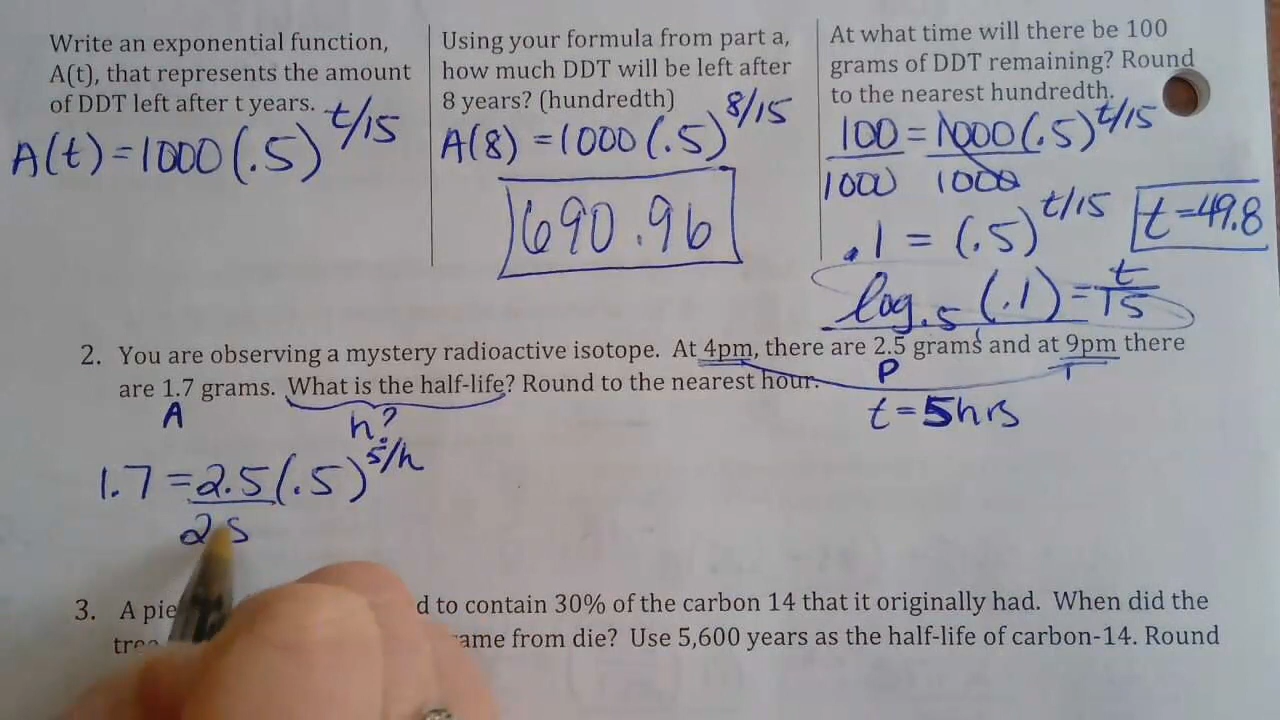 Write an exponential function,
A(t), that represents the amount
of DDT left after t years.
A(t) = 1000 (.5)^t/15
Using your formula from part a,
how much DDT will be left after
8 years? (hundredth)
A(8) = 1000 (.5)^8/15
690.96
At what time will there be 100
grams of DDT remaining? Round
to the nearest hundredth.
100 = 1000 (.5)^t/15
1000 1000
.1 = (.5)^t/15
t = 49.8
log.5 (.1) = t/15
2. You are observing a mystery radioactive isotope. At 4pm, there are 2.5 grams and at 9pm there
P T
are 1.7 grams. What is the half-life? Round to the nearest hour.
A h? t = 5hrs
1.7 = 2.5 (.5)^5/h
2.5
3. A pie d to contain 30% of the carbon 14 that it originally had. When did the
tree ame from die? Use 5,600 years as the half-life of carbon-14. Round